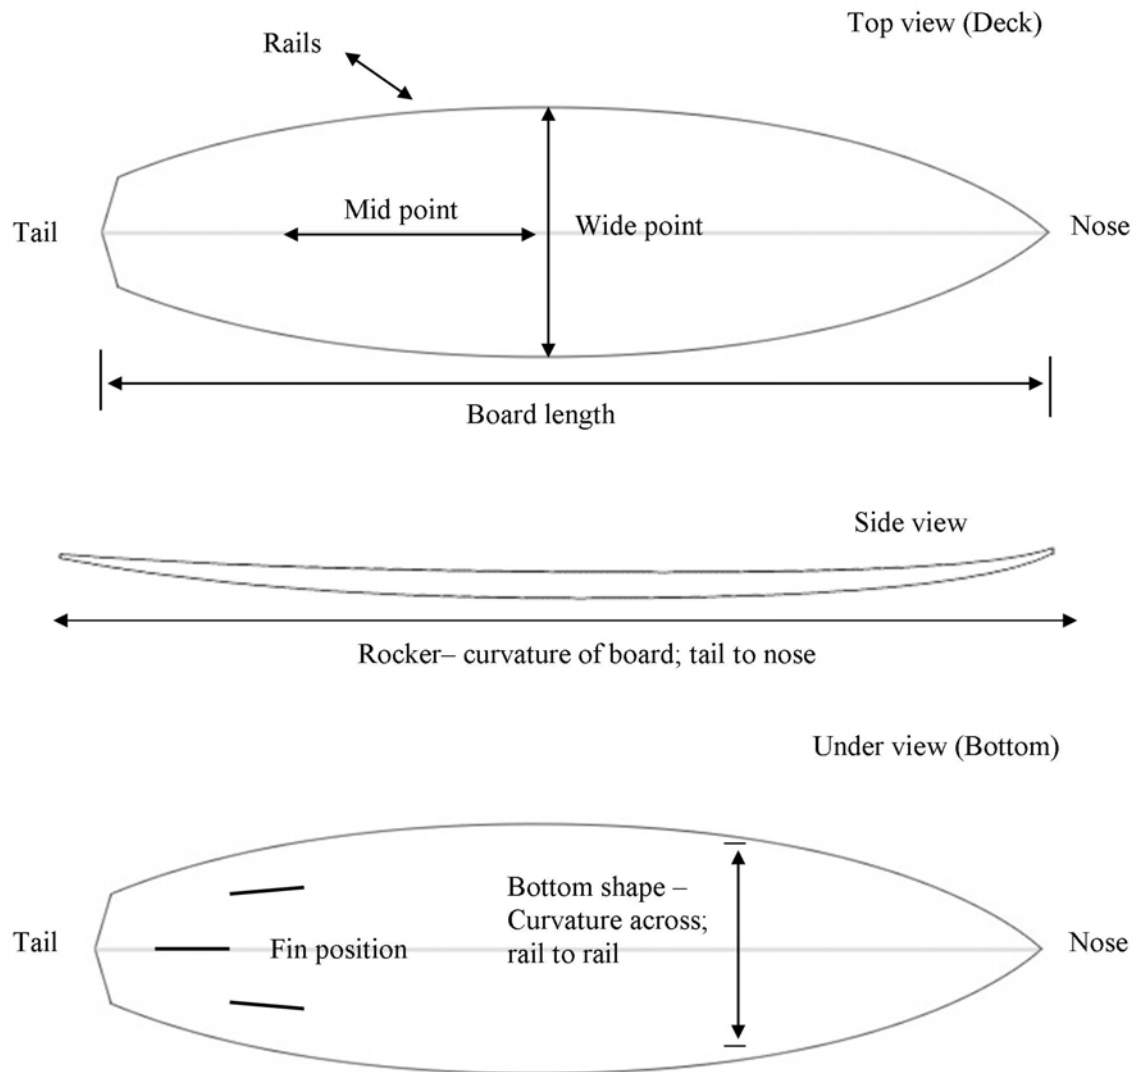 Top view (Deck)
Rails
Mid point
Tail
Wide point
Nose
Board length
Side view
Rocker– curvature of board; tail to nose
Under view (Bottom)
Bottom shape –
Curvature across;
rail to rail
Tail
Fin position
Nose